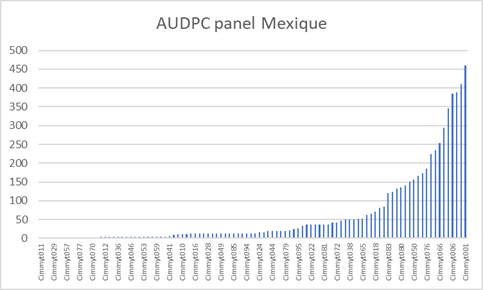 AUDPC panel Mexique
500
450
400
350
300
250
200
150
100
50
0
Cimmyt011
Cimmyt029
Cimmyt057
Cimmyt077
Cimmyt070
Cimmyt012
Cimmyt036
Cimmyt046
Cimmyt053
Cimmyt059
Cimmyt041
Cimmyt010
Cimmyt016
Cimmyt028
Cimmyt049
Cimmyt085
Cimmyt094
Cimmyt024
Cimmyt044
Cimmyt079
Cimmyt095
Cimmyt022
Cimmyt081
Cimmyt072
Cimmyt038
Cimmyt065
Cimmyt018
Cimmyt083
Cimmyt080
Cimmyt050
Cimmyt076
Cimmyt066
Cimmyt006
Cimmyt001